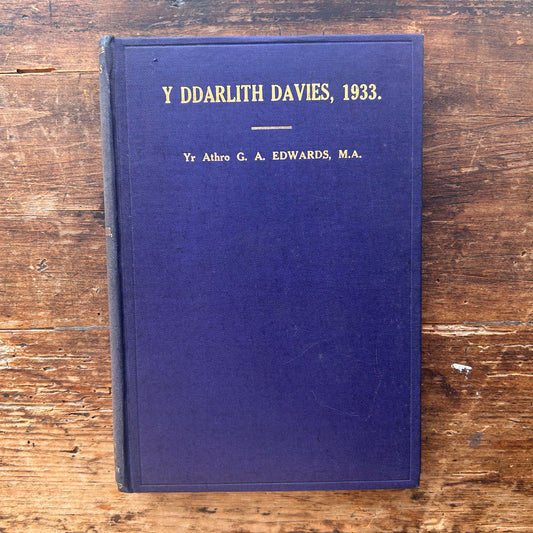 Y DDARLITH DAVIES, 1933.
Yr Athro G. A. EDWARDS, M.A.